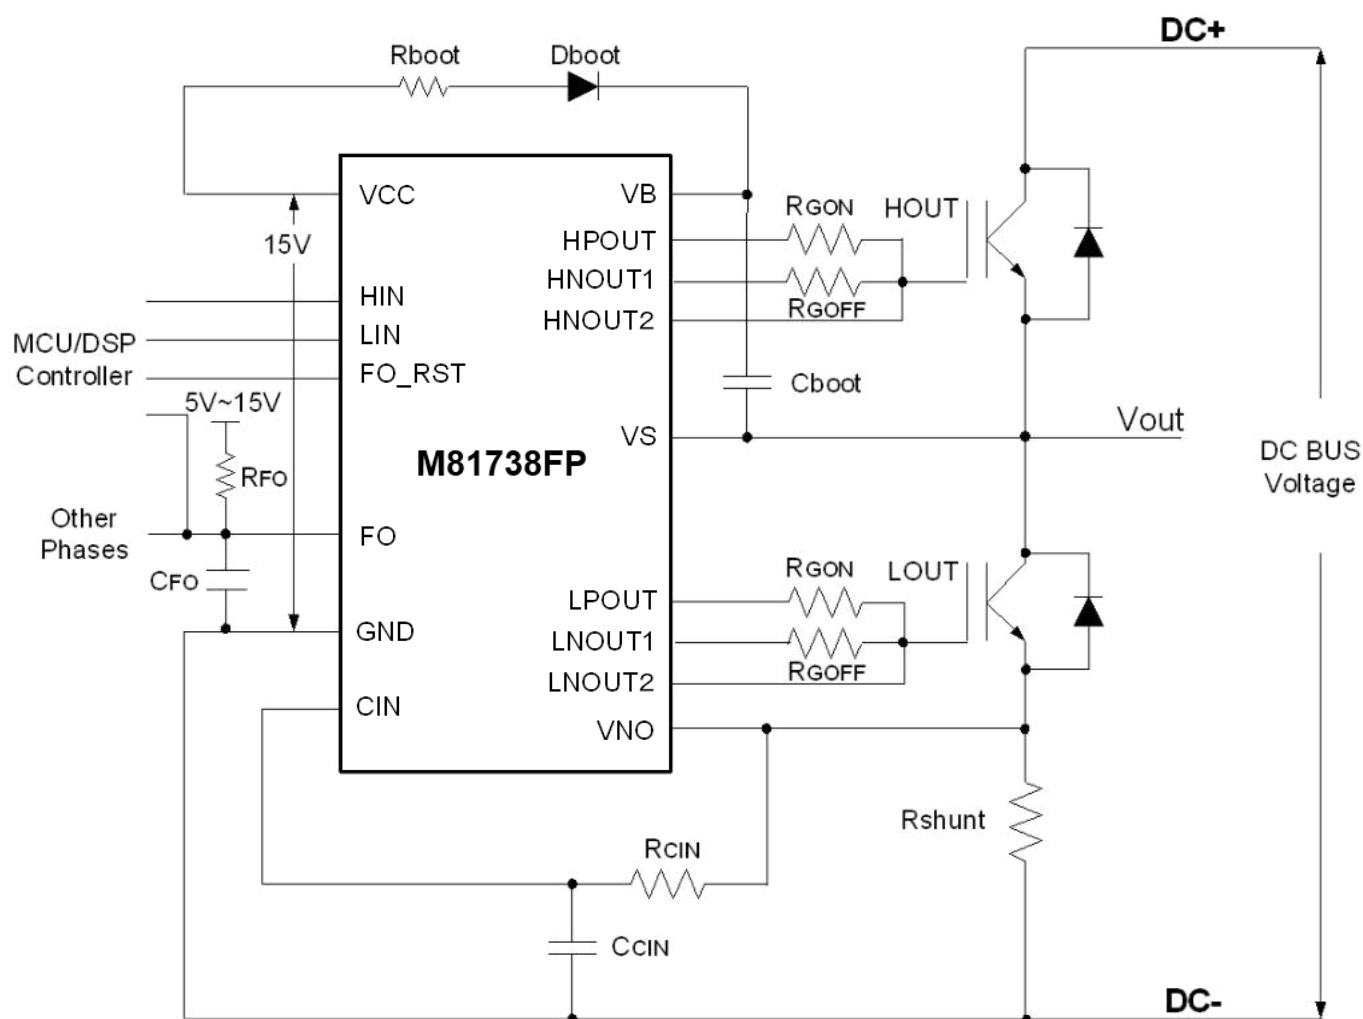 DC+
Rboot
Dboot
VCC
VB
RGON
HOUT
15V
HPOUT
HNOUT1
HIN
RGOFF
HNOUT2
LIN
MCU/DSP
Controller
FO_RST
5V~15V
Cboot
VS
Vout
M81738FP
DC BUS
Voltage
RFO
Other
Phases
FO
CFO
RGON
LOUT
LPOUT
GND
LNOUT1
RGOFF
LNOUT2
CIN
VNO
Rshunt
RCIN
CCIN
DC-